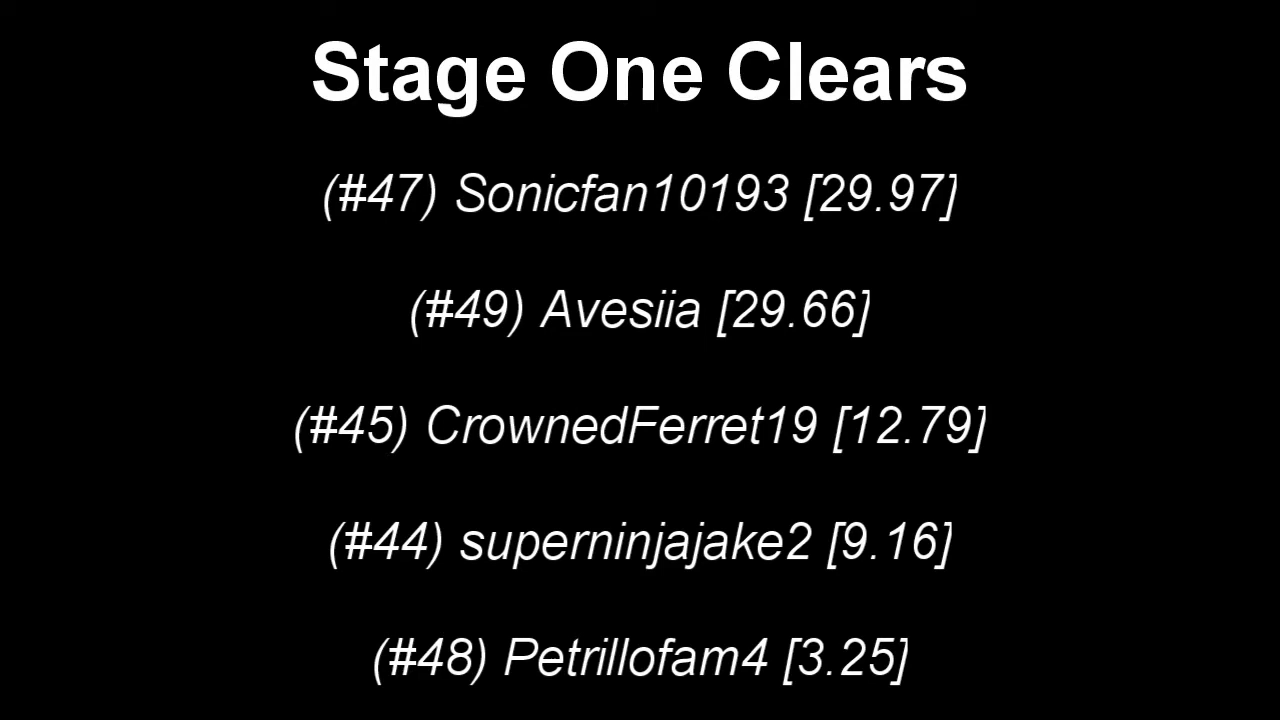 Stage One Clears
(#47) Sonicfan10193 [29.97]
(#49) Avesiia [29.66]
(#45) CrownedFerret19 [12.79]
(#44) superninjajake2 [9.16]
(#48) Petrillofam4 [3.25]